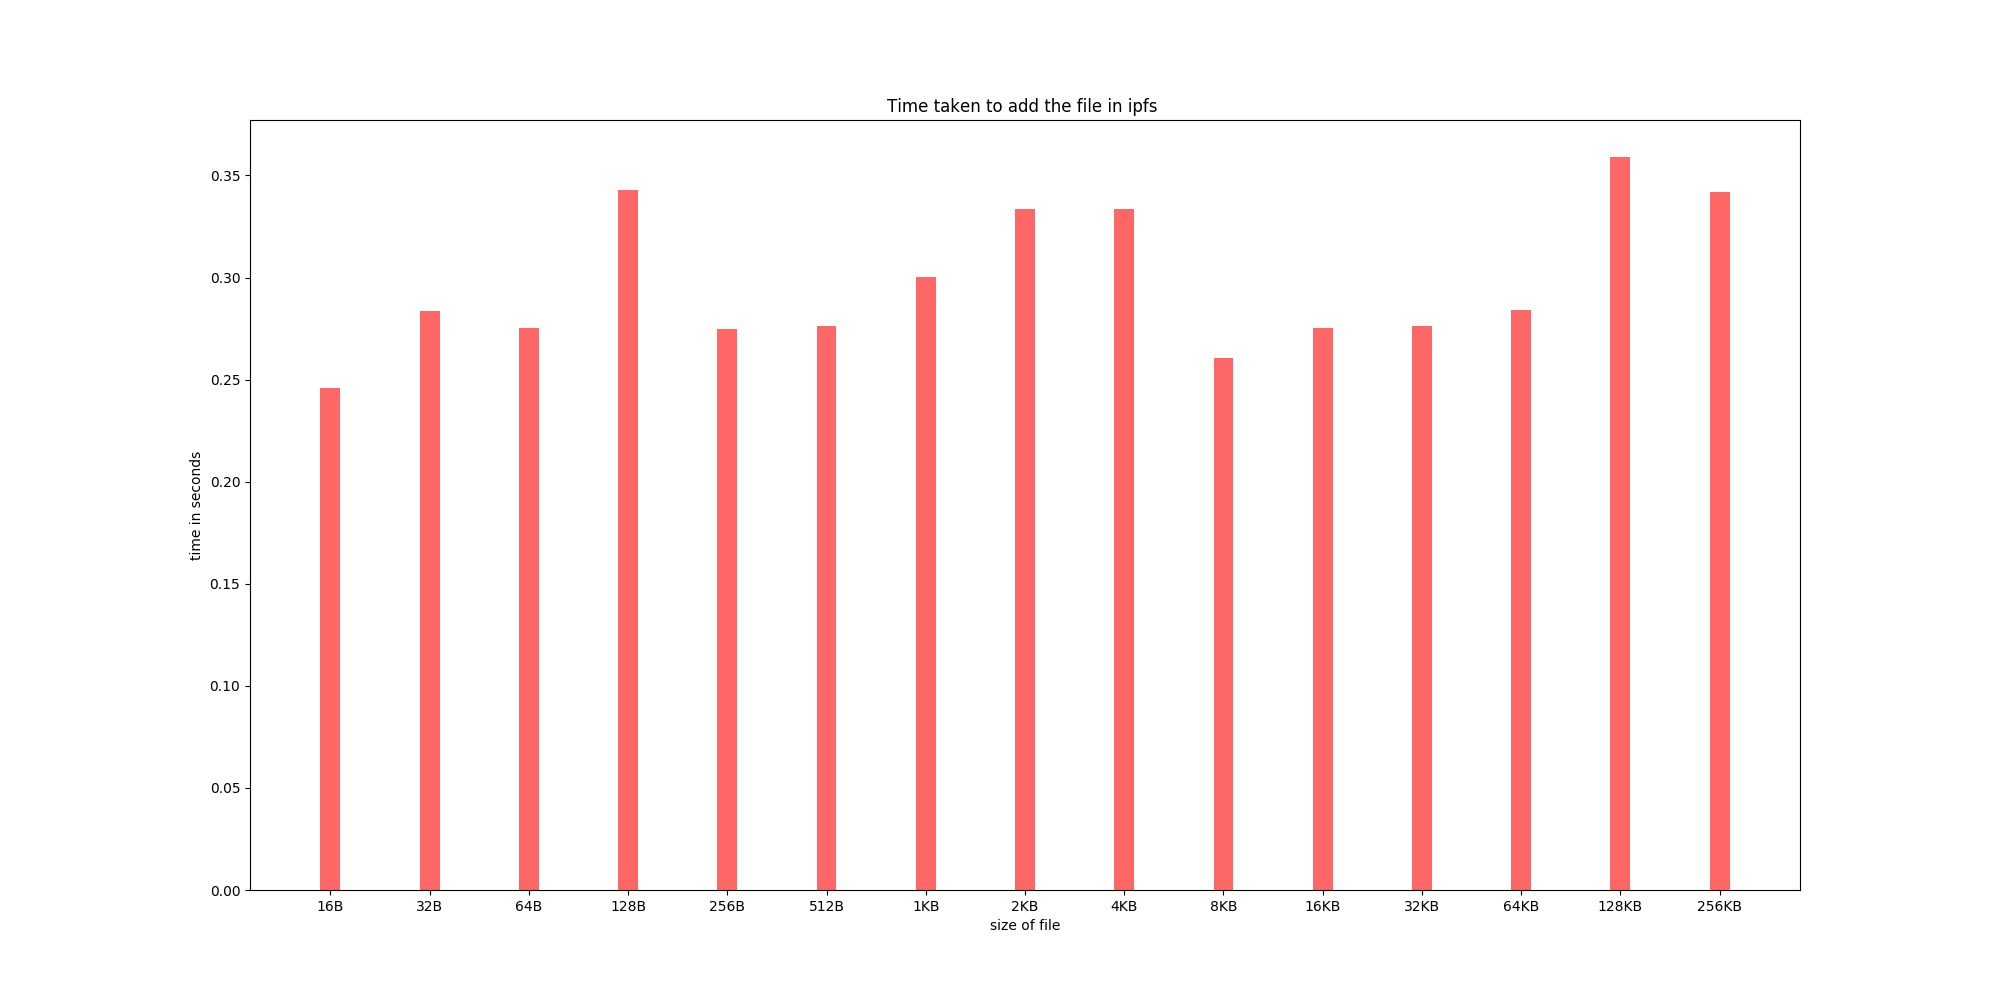 Time taken to add the file in ipfs
0.35
0.30
0.25
0.20
0.15
0.10
0.05
0.00
time in seconds
16B 32B 64B 128B 256B 512B 1KB 2KB 4KB 8KB 16KB 32KB 64KB 128KB 256KB
size of file